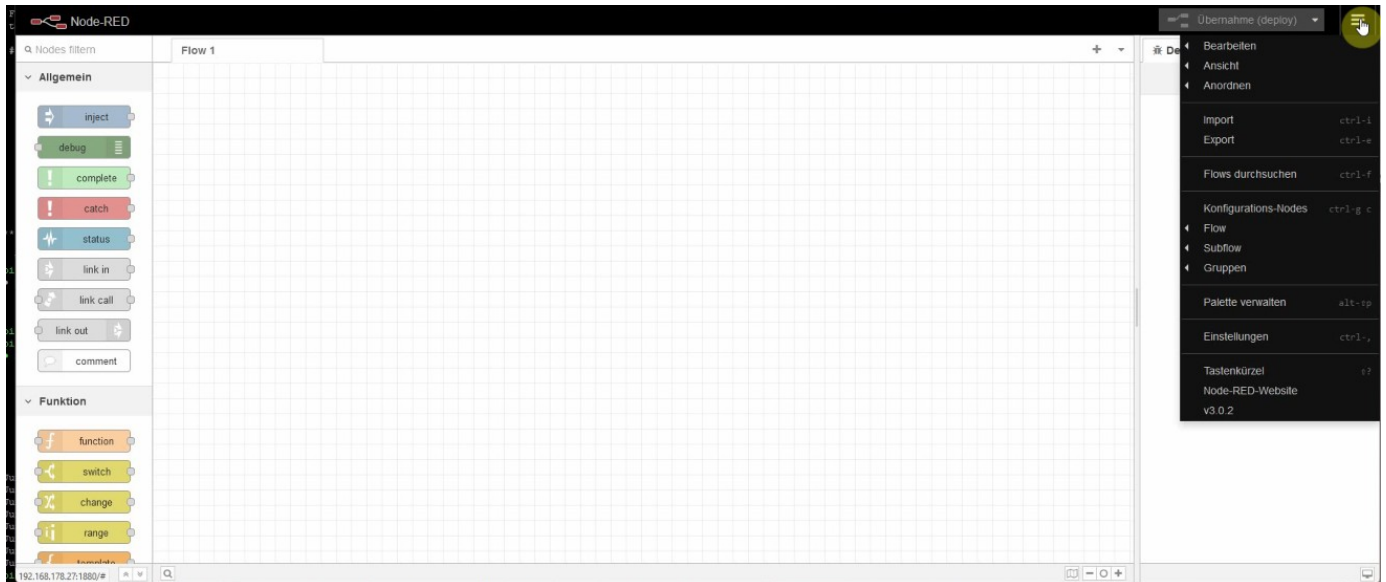 Node-RED
Übernahme (deploy)
Nodes filtern
Flow 1
De
Allgemein
inject
debug
complete
catch
status
link in
link call
link out
comment
Funktion
function
switch
change
range
template
192.168.178.27:1880/#
Bearbeiten
Ansicht
Anordnen
Import ctrl-i
Export ctrl-e
Flows durchsuchen ctrl-f
Konfigurations-Nodes ctrl-g c
Flow
Subflow
Gruppen
Palette verwalten alt-⇧p
Einstellungen ctrl-,
Tastenkürzel ⇧?
Node-RED-Website
v3.0.2